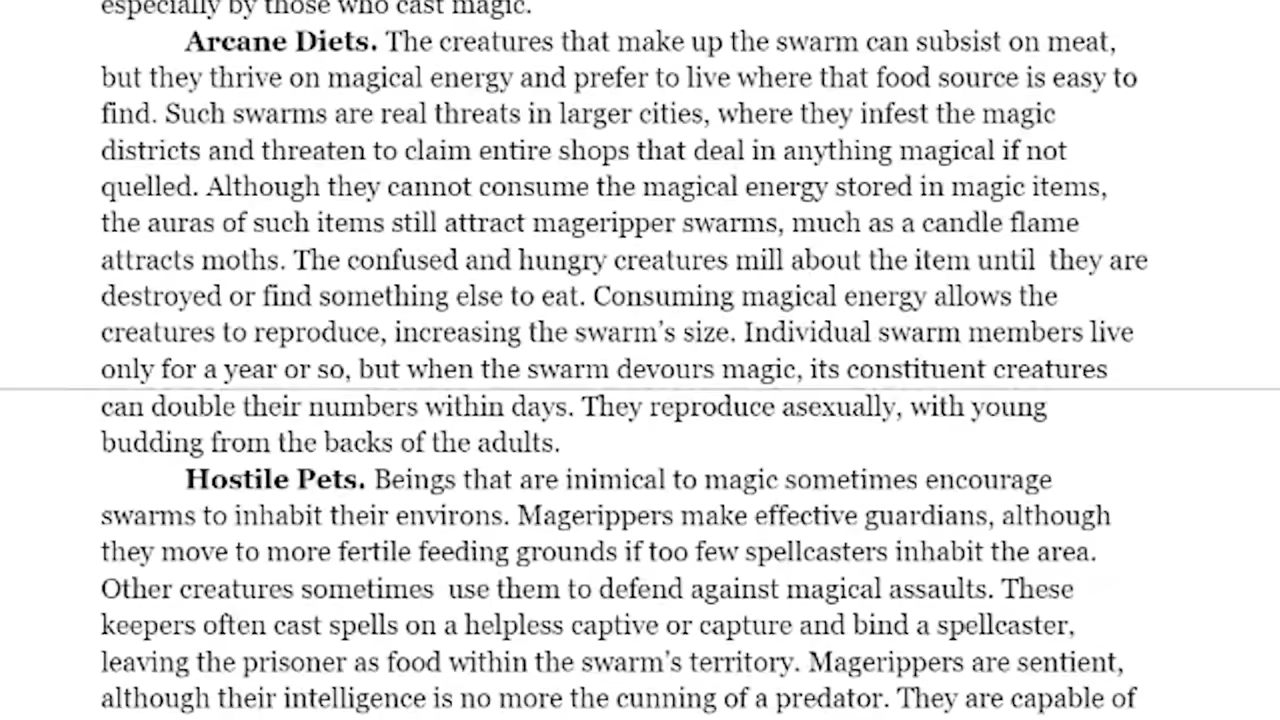 especially by those who cast magic.
Arcane Diets. The creatures that make up the swarm can subsist on meat,
but they thrive on magical energy and prefer to live where that food source is easy to
find. Such swarms are real threats in larger cities, where they infest the magic
districts and threaten to claim entire shops that deal in anything magical if not
quelled. Although they cannot consume the magical energy stored in magic items,
the auras of such items still attract mageripper swarms, much as a candle flame
attracts moths. The confused and hungry creatures mill about the item until they are
destroyed or find something else to eat. Consuming magical energy allows the
creatures to reproduce, increasing the swarm's size. Individual swarm members live
only for a year or so, but when the swarm devours magic, its constituent creatures
can double their numbers within days. They reproduce asexually, with young
budding from the backs of the adults.
Hostile Pets. Beings that are inimical to magic sometimes encourage
swarms to inhabit their environs. Magerippers make effective guardians, although
they move to more fertile feeding grounds if too few spellcasters inhabit the area.
Other creatures sometimes use them to defend against magical assaults. These
keepers often cast spells on a helpless captive or capture and bind a spellcaster,
leaving the prisoner as food within the swarm's territory. Magerippers are sentient,
although their intelligence is no more the cunning of a predator. They are capable of